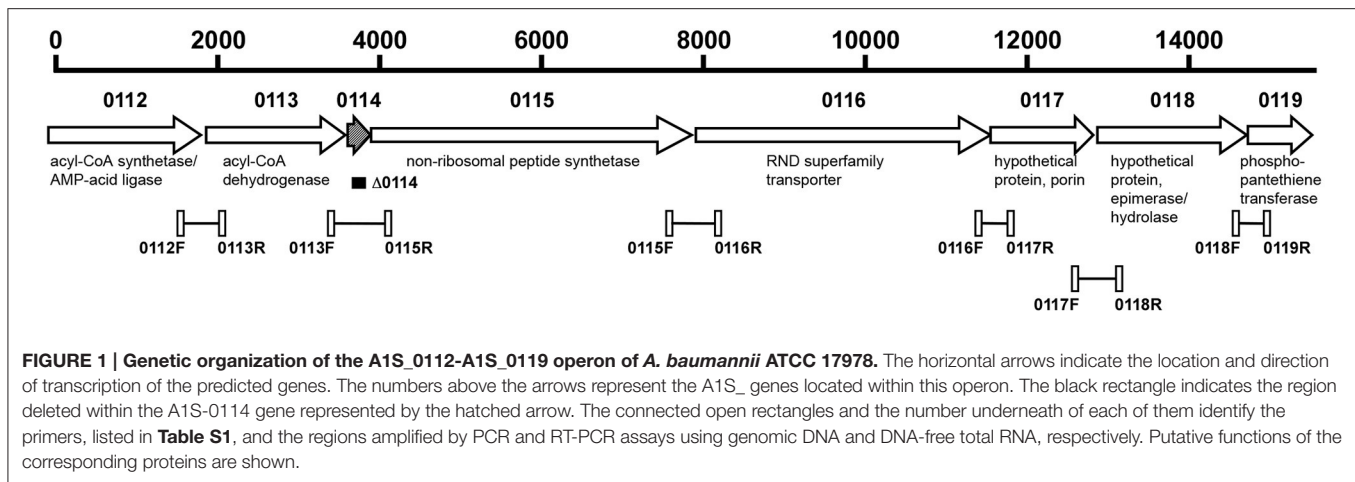 0 2000 4000 6000 8000 10000 12000 14000
0112 0113 0114 0115 0116 0117 0118 0119
acyl-CoA synthetase/
AMP-acid ligase
acyl-CoA
dehydrogenase
Δ0114
non-ribosomal peptide synthetase
RND superfamily
transporter
hypothetical
protein, porin
hypothetical
protein,
epimerase/
hydrolase
phospho-
pantethiene
transferase
0112F 0113R 0113F 0115R 0115F 0116R 0116F 0117R 0118F 0119R
0117F 0118R
FIGURE 1 | Genetic organization of the A1S_0112-A1S_0119 operon of A. baumannii ATCC 17978. The horizontal arrows indicate the location and direction
of transcription of the predicted genes. The numbers above the arrows represent the A1S_ genes located within this operon. The black rectangle indicates the region
deleted within the A1S-0114 gene represented by the hatched arrow. The connected open rectangles and the number underneath of each of them identify the
primers, listed in Table S1, and the regions amplified by PCR and RT-PCR assays using genomic DNA and DNA-free total RNA, respectively. Putative functions of the
corresponding proteins are shown.